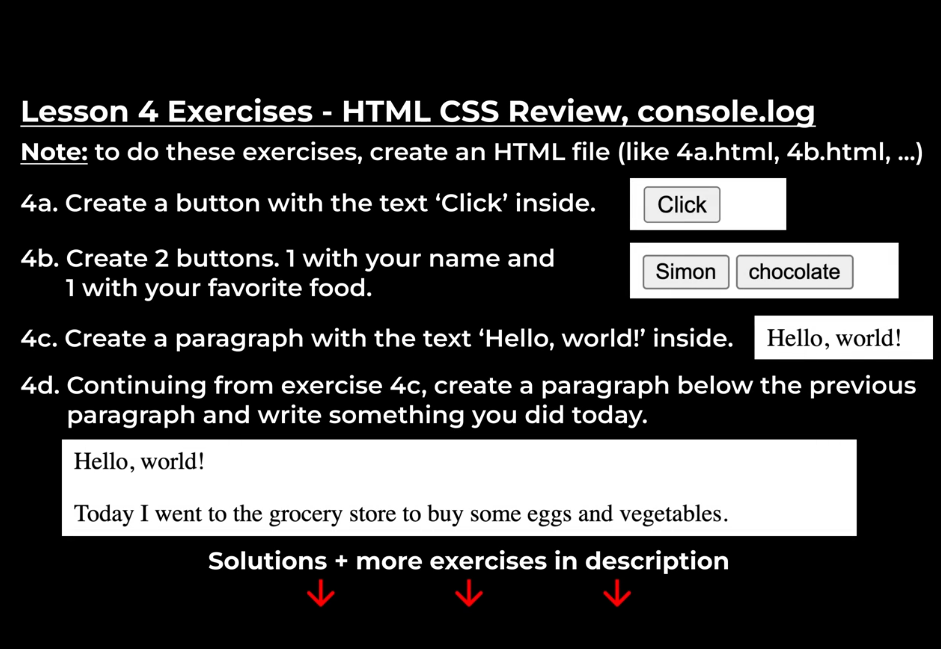 Lesson 4 Exercises - HTML CSS Review, console.log
Note: to do these exercises, create an HTML file (like 4a.html, 4b.html, ...)
4a. Create a button with the text ‘Click’ inside.
Click
4b. Create 2 buttons. 1 with your name and
1 with your favorite food.
Simon chocolate
4c. Create a paragraph with the text ‘Hello, world!’ inside.
Hello, world!
4d. Continuing from exercise 4c, create a paragraph below the previous
paragraph and write something you did today.
Hello, world!
Today I went to the grocery store to buy some eggs and vegetables.
Solutions + more exercises in description